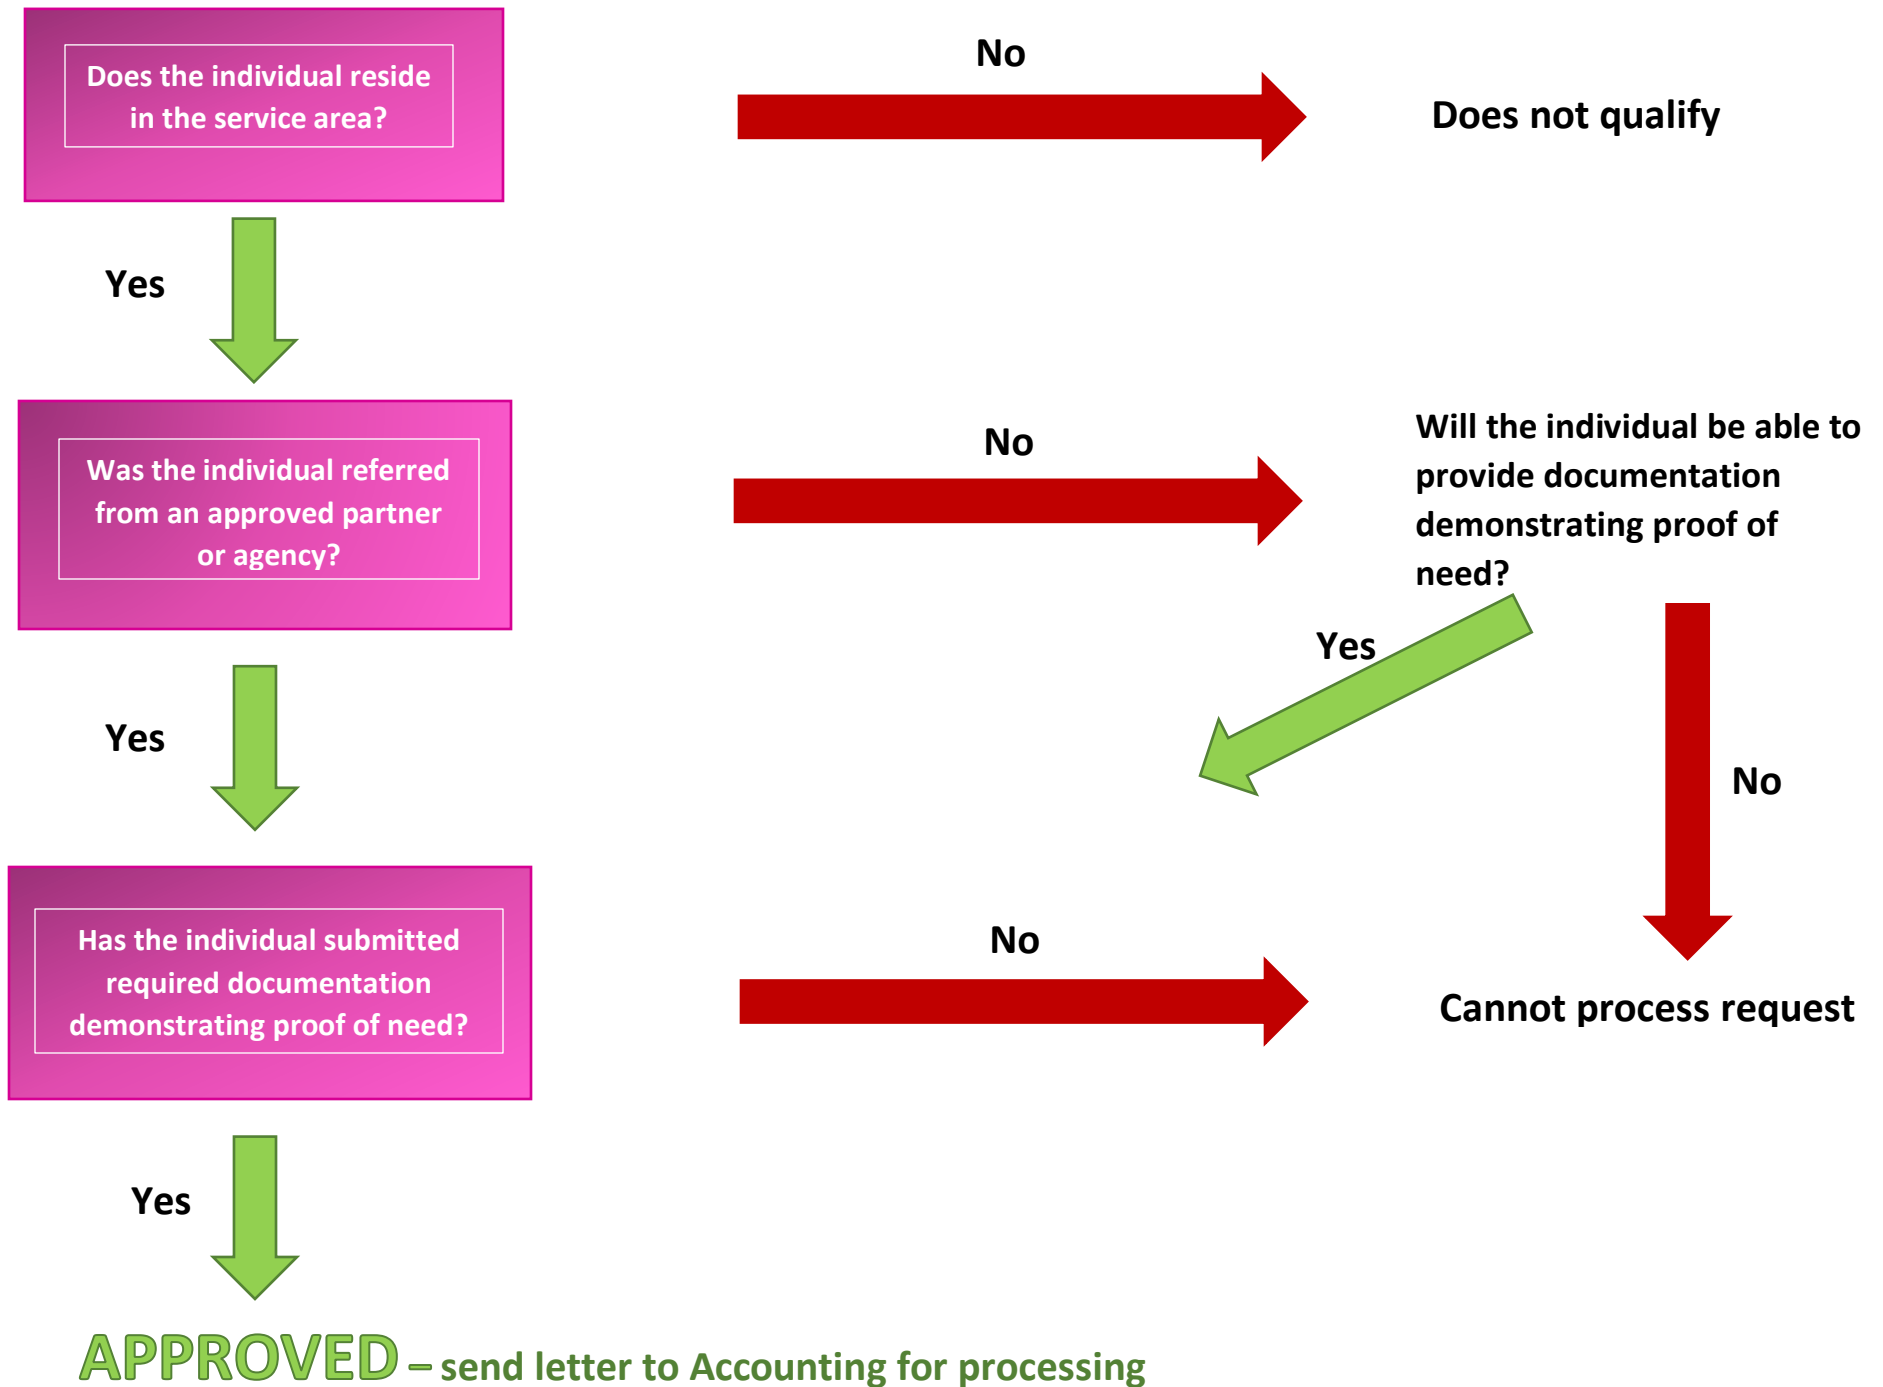 Does the individual reside
in the service area?
No
Does not qualify
Yes
Was the individual referred
from an approved partner
or agency?
No
Will the individual be able to
provide documentation
demonstrating proof of
need?
Yes
No
Yes
Has the individual submitted
required documentation
demonstrating proof of need?
No
Cannot process request
Yes
APPROVED – send letter to Accounting for processing